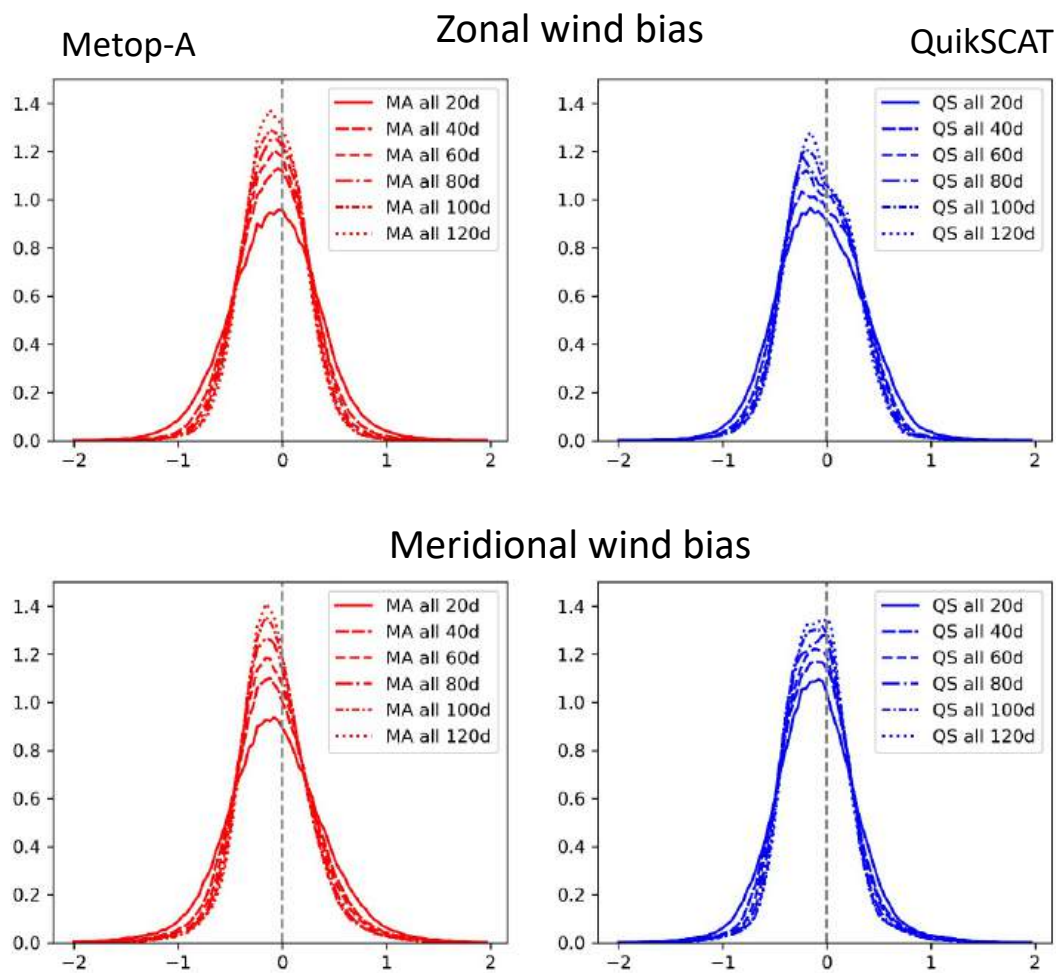 Zonal wind bias
Metop-A
QuikSCAT
1.4
1.2
1.0
0.8
0.6
0.4
0.2
0.0
−2
−1
0
1
2
MA all 20d
MA all 40d
MA all 60d
MA all 80d
MA all 100d
MA all 120d
1.4
1.2
1.0
0.8
0.6
0.4
0.2
0.0
−2
−1
0
1
2
QS all 20d
QS all 40d
QS all 60d
QS all 80d
QS all 100d
QS all 120d
Meridional wind bias
1.4
1.2
1.0
0.8
0.6
0.4
0.2
0.0
−2
−1
0
1
2
MA all 20d
MA all 40d
MA all 60d
MA all 80d
MA all 100d
MA all 120d
1.4
1.2
1.0
0.8
0.6
0.4
0.2
0.0
−2
−1
0
1
2
QS all 20d
QS all 40d
QS all 60d
QS all 80d
QS all 100d
QS all 120d